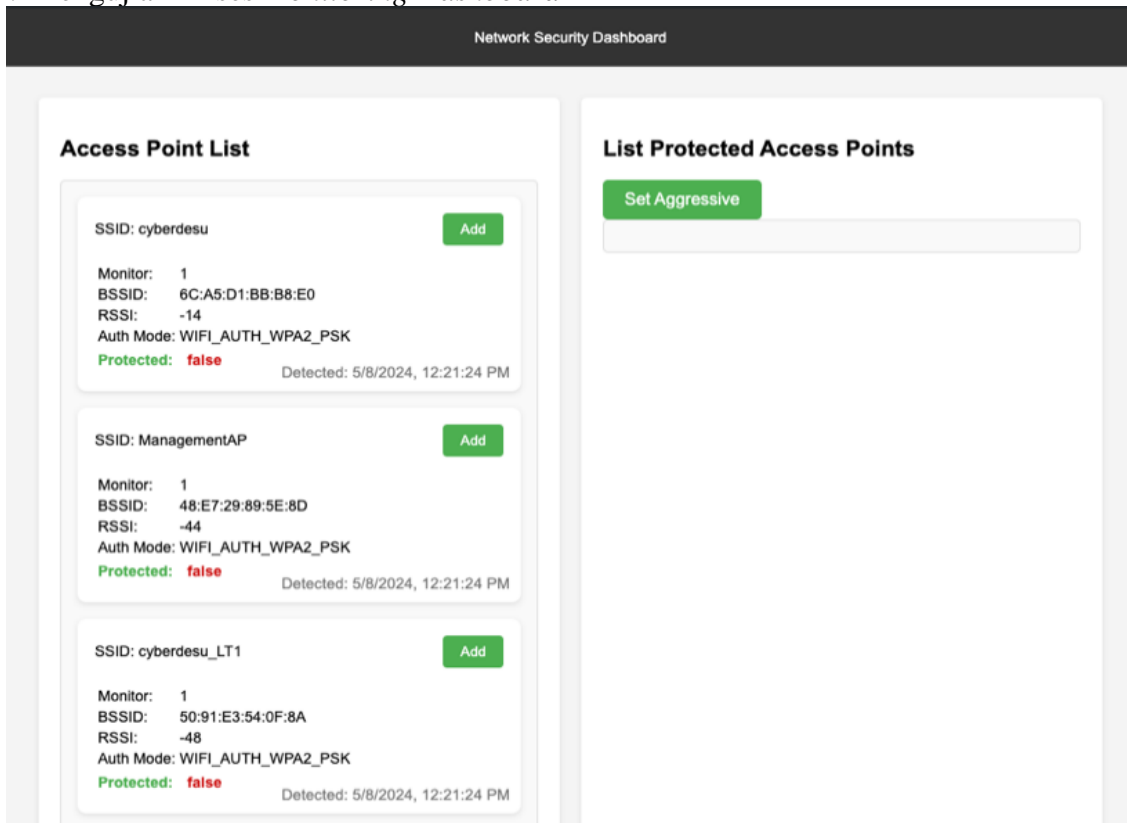 Network Security Dashboard
Access Point List
SSID: cyberdesu
Add
Monitor: 1
BSSID: 6C:A5:D1:BB:B8:E0
RSSI: -14
Auth Mode: WIFI_AUTH_WPA2_PSK
Protected: false
Detected: 5/8/2024, 12:21:24 PM
SSID: ManagementAP
Add
Monitor: 1
BSSID: 48:E7:29:89:5E:8D
RSSI: -44
Auth Mode: WIFI_AUTH_WPA2_PSK
Protected: false
Detected: 5/8/2024, 12:21:24 PM
SSID: cyberdesu_LT1
Add
Monitor: 1
BSSID: 50:91:E3:54:0F:8A
RSSI: -48
Auth Mode: WIFI_AUTH_WPA2_PSK
Protected: false
Detected: 5/8/2024, 12:21:24 PM
List Protected Access Points
Set Aggressive